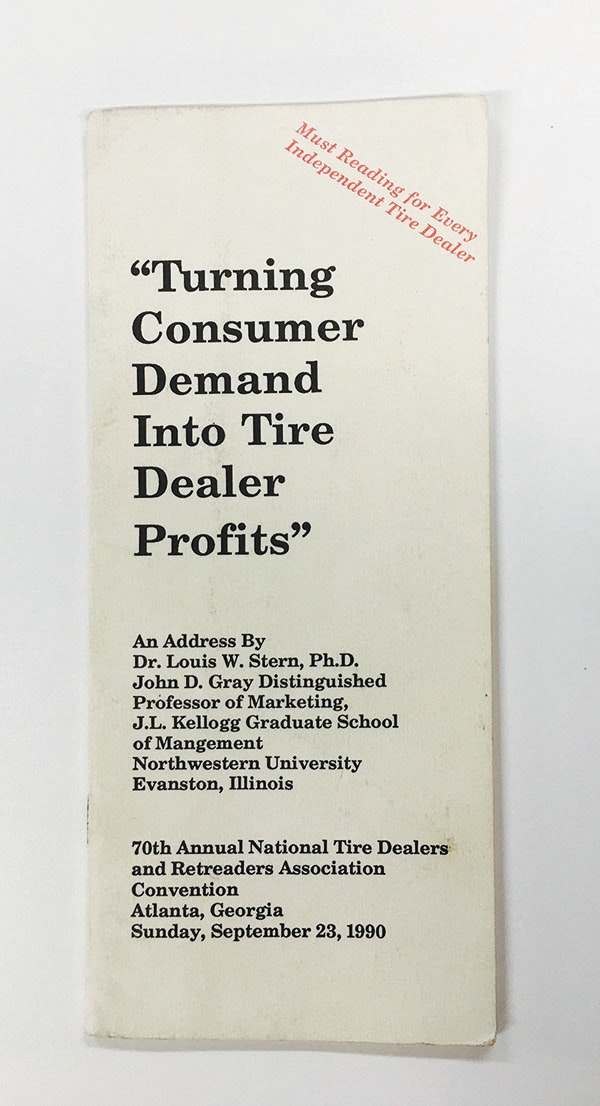 Must Reading for Every
Independent Tire Dealer
“Turning
Consumer
Demand
Into Tire
Dealer
Profits”
An Address By
Dr. Louis W. Stern, Ph.D.
John D. Gray Distinguished
Professor of Marketing,
J.L. Kellogg Graduate School
of Mangement
Northwestern University
Evanston, Illinois
70th Annual National Tire Dealers
and Retreaders Association
Convention
Atlanta, Georgia
Sunday, September 23, 1990